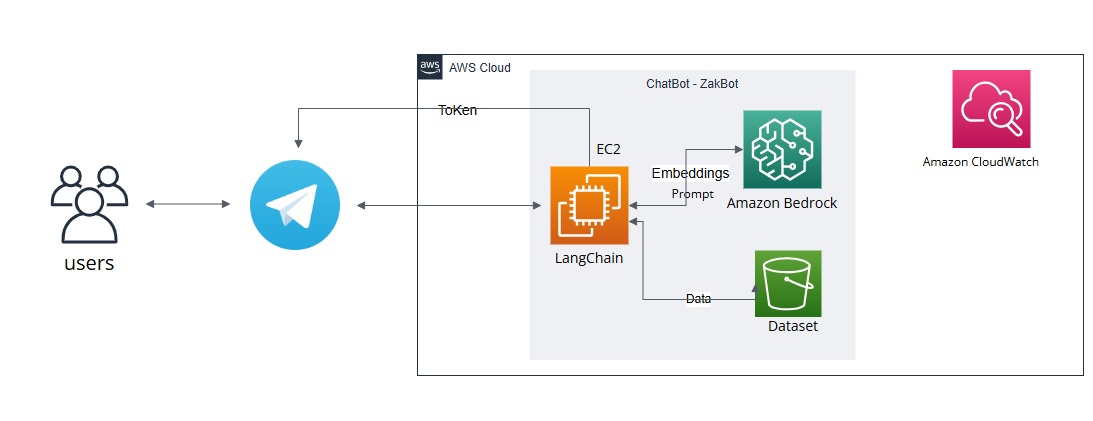 aws
AWS Cloud
ChatBot - ZakBot
ToKen
EC2
Embeddings
Prompt
Amazon Bedrock
Amazon CloudWatch
users
LangChain
Data
Dataset